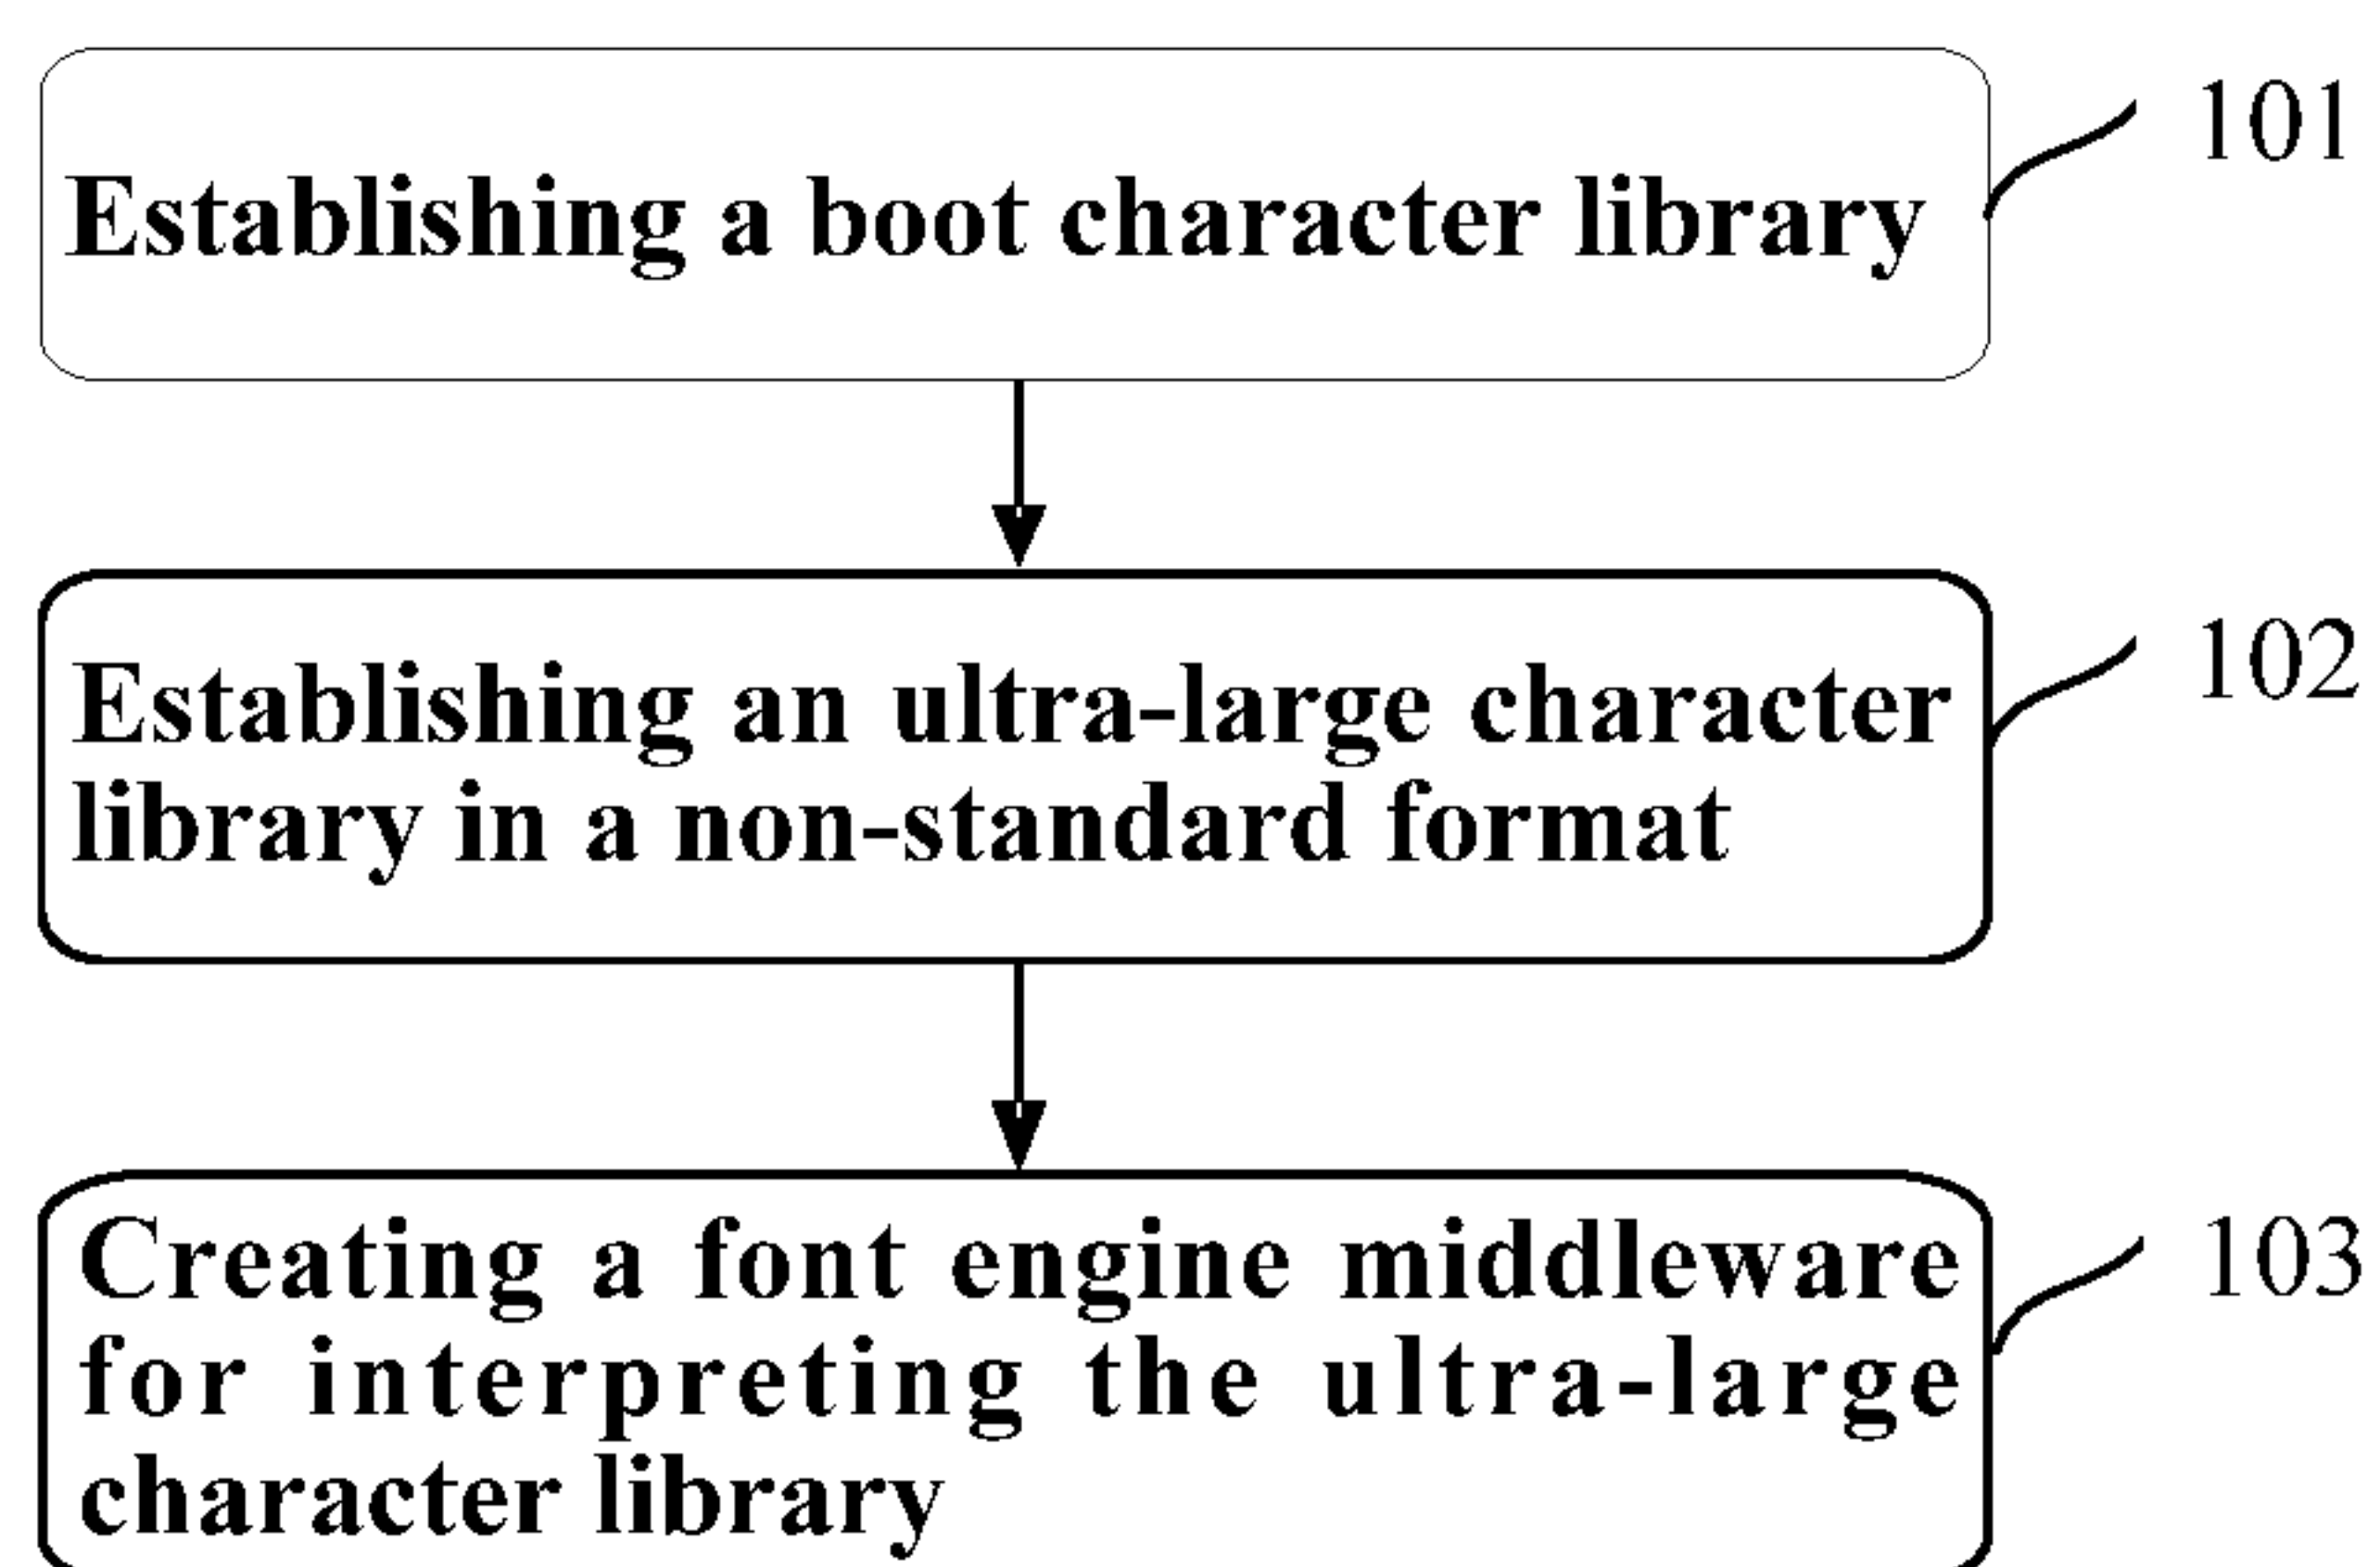 Establishing a boot character library
101
Establishing an ultra-large character
library in a non-standard format
102
Creating a font engine middleware
for interpreting the ultra-large
character library
103